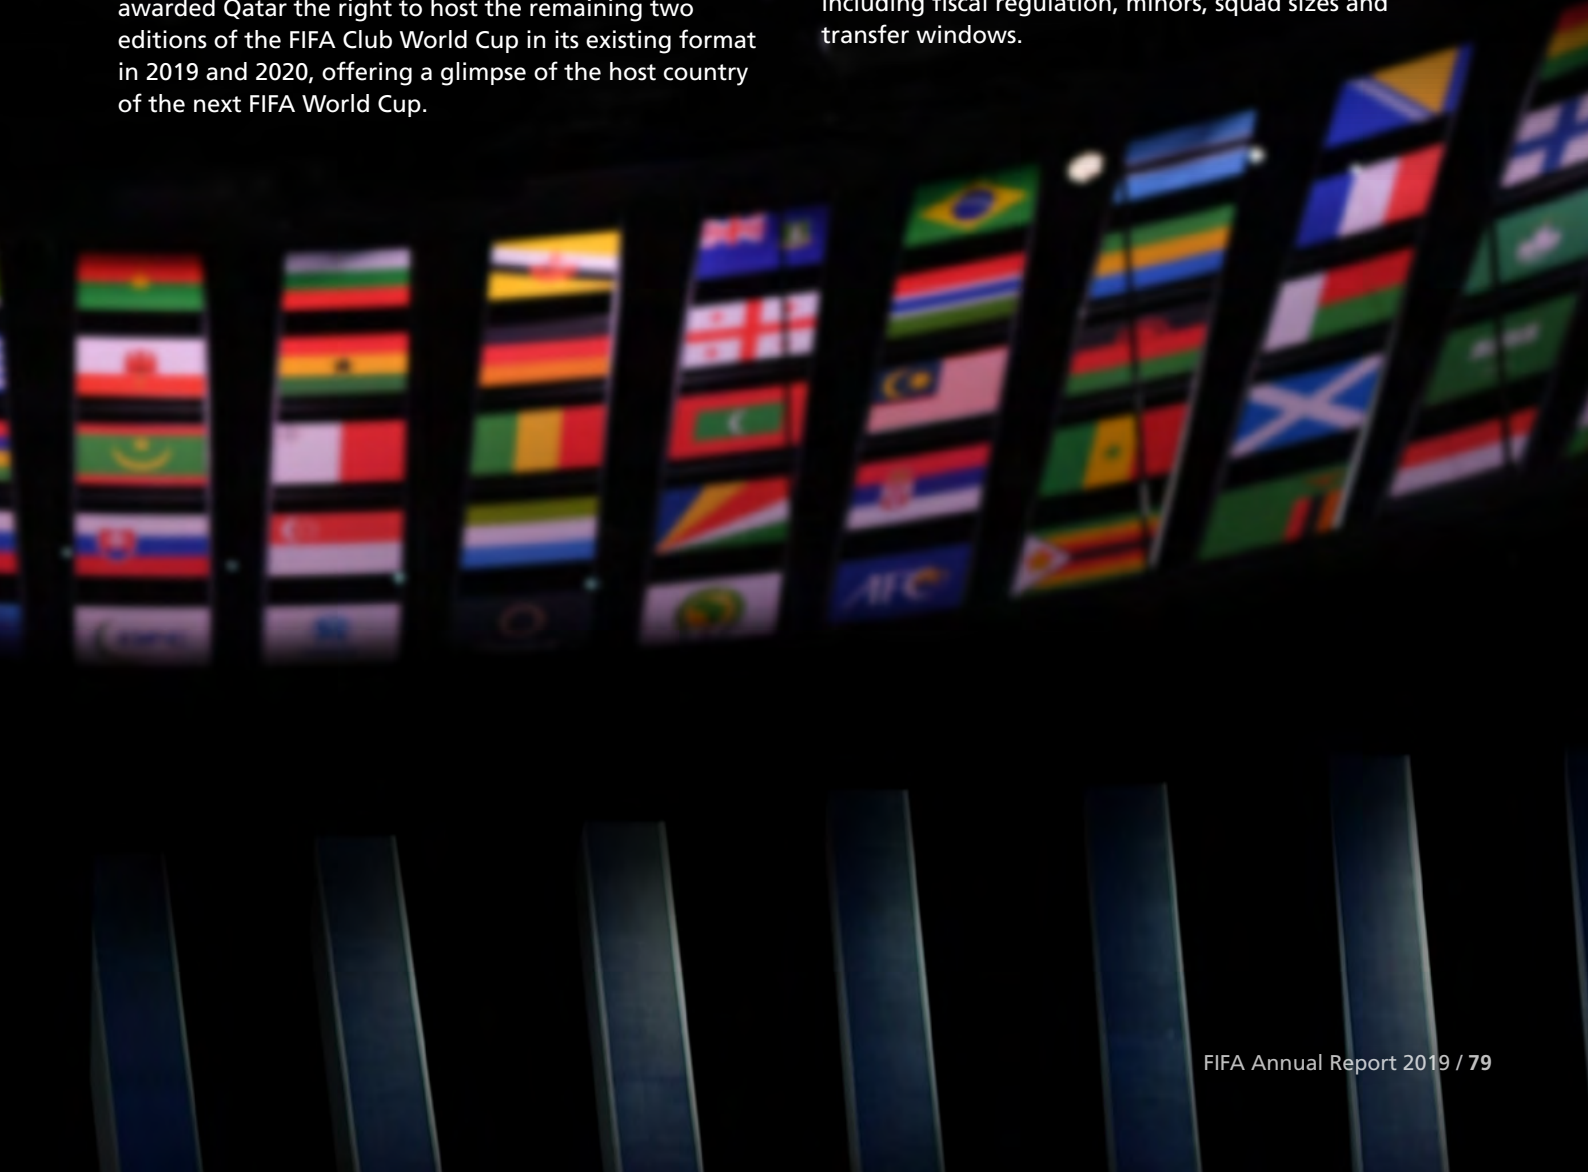 awarded Qatar the right to host the remaining two
editions of the FIFA Club World Cup in its existing format
in 2019 and 2020, offering a glimpse of the host country
of the next FIFA World Cup.
including fiscal regulation, minors, squad sizes and
transfer windows.
AFC
FIFA Annual Report 2019 / 79